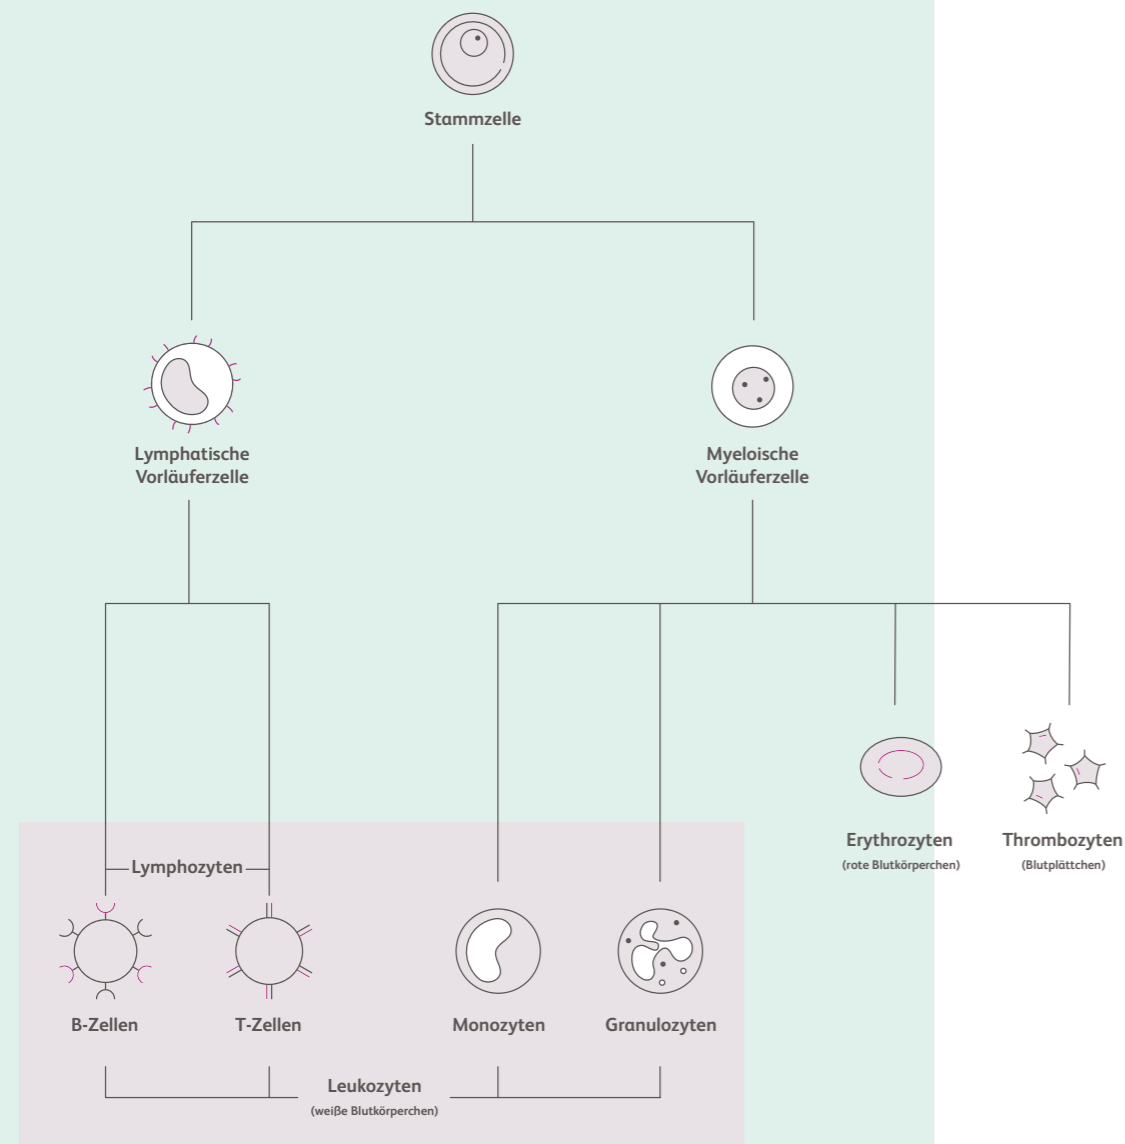 Stammzelle
Lymphatische
Vorläuferzelle
Myeloische
Vorläuferzelle
Erythrozyten
(rote Blutkörperchen)
Thrombozyten
(Blutplättchen)
Lymphozyten
B-Zellen
T-Zellen
Monozyten
Granulozyten
Leukozyten
(weiße Blutkörperchen)